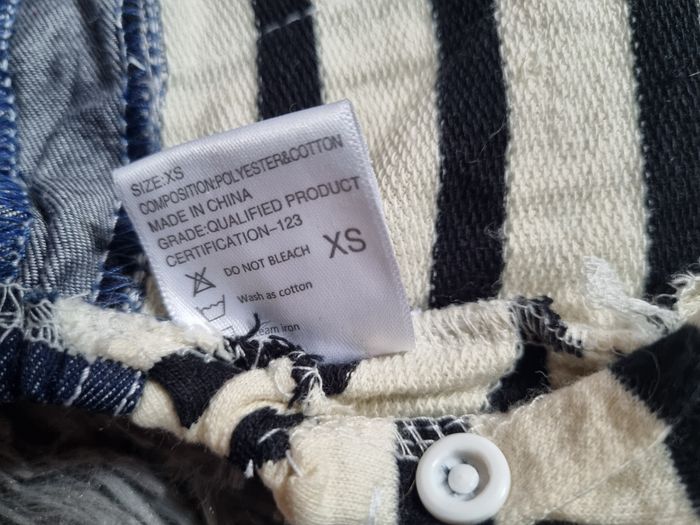 SIZE:XS
COMPOSITION:POLYESTER&COTTON
MADE IN CHINA
GRADE:QUALIFIED PRODUCT
CERTIFICATION-123
XS
DO NOT BLEACH
Wash as cotton
iron